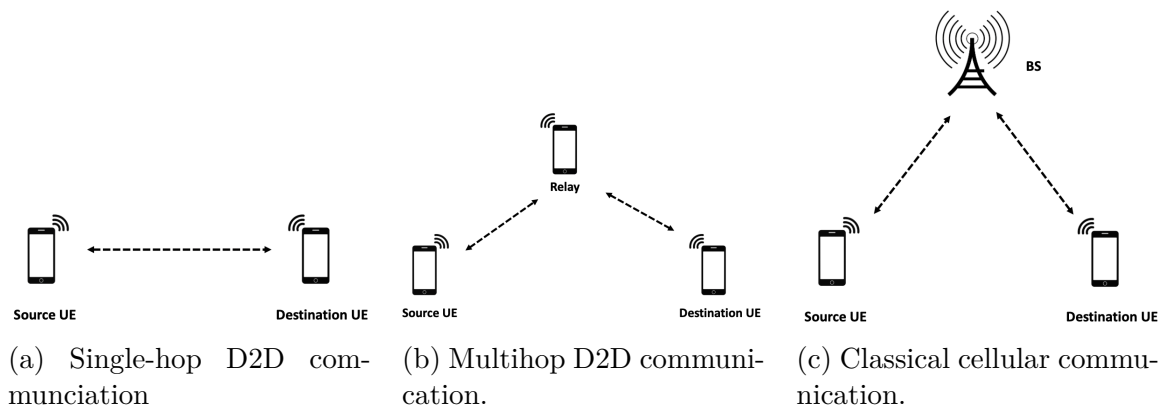 BS
Relay
Source UE
Destination UE
Source UE
Destination UE
Source UE
Destination UE
(a) Single-hop D2D com-
munciation
(b) Multihop D2D communi-
cation.
(c) Classical cellular commu-
nication.